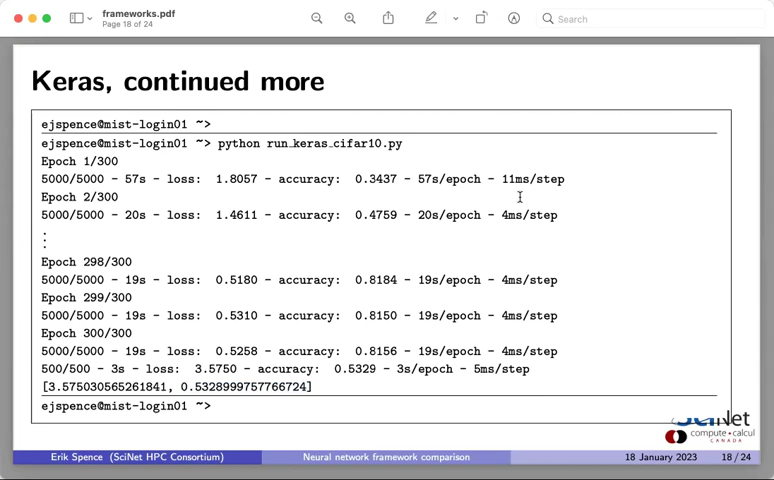 frameworks.pdf
Page 18 of 24
Search
Keras, continued more
ejspence@mist-login01 ~>
ejspence@mist-login01 ~> python run_keras_cifar10.py
Epoch 1/300
5000/5000 - 57s - loss: 1.8057 - accuracy: 0.3437 - 57s/epoch - 11ms/step
Epoch 2/300
5000/5000 - 20s - loss: 1.4611 - accuracy: 0.4759 - 20s/epoch - 4ms/step
⋮
Epoch 298/300
5000/5000 - 19s - loss: 0.5180 - accuracy: 0.8184 - 19s/epoch - 4ms/step
Epoch 299/300
5000/5000 - 19s - loss: 0.5310 - accuracy: 0.8150 - 19s/epoch - 4ms/step
Epoch 300/300
5000/5000 - 19s - loss: 0.5258 - accuracy: 0.8156 - 19s/epoch - 4ms/step
500/500 - 3s - loss: 3.5750 - accuracy: 0.5329 - 3s/epoch - 5ms/step
[3.575030565261841, 0.5328999757766724]
ejspence@mist-login01 ~>
SciNet
compute • calcul
CANADA
Erik Spence (SciNet HPC Consortium)
Neural network framework comparison
18 January 2023
18 / 24